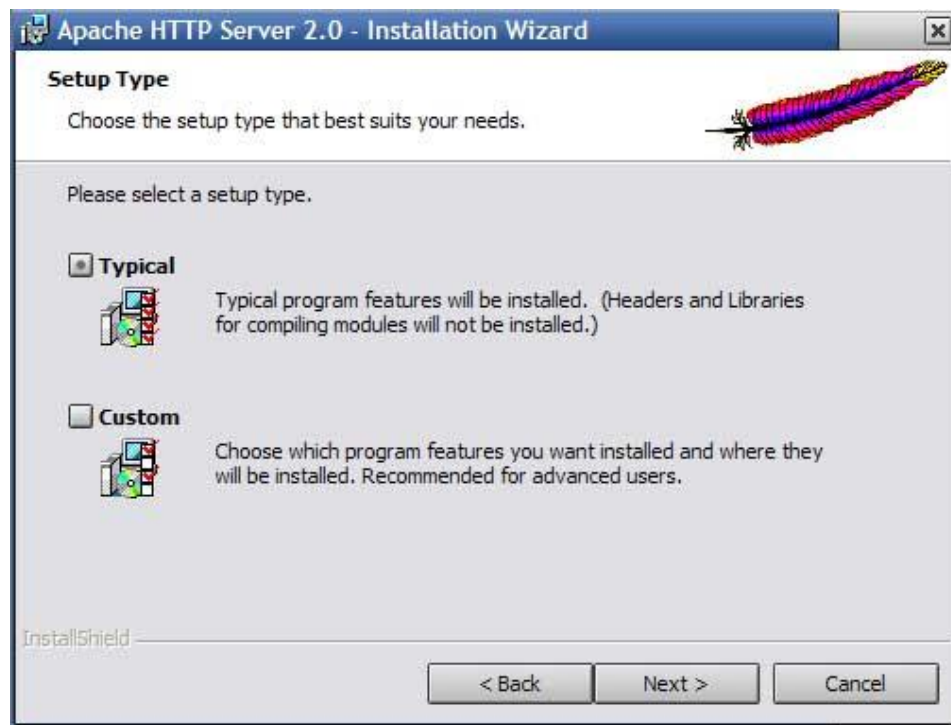 Apache HTTP Server 2.0 - Installation Wizard
Setup Type
Choose the setup type that best suits your needs.
Please select a setup type.
Typical
Typical program features will be installed. (Headers and Libraries
for compiling modules will not be installed.)
Custom
Choose which program features you want installed and where they
will be installed. Recommended for advanced users.
InstallShield
< Back Next > Cancel